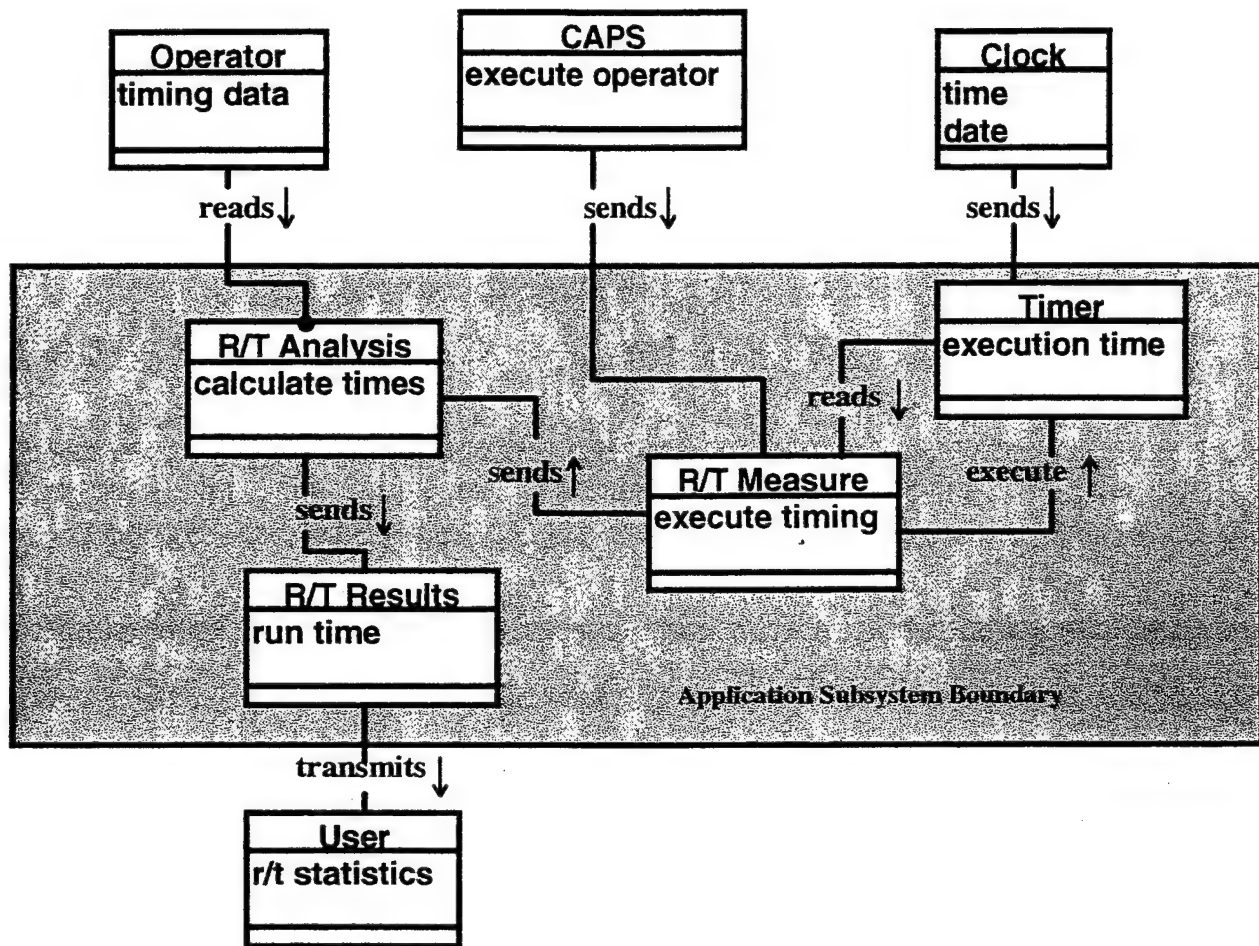 Operator
timing data
CAPS
execute operator
Clock
time
date
reads
sends
sends
R/T Analysis
calculate times
Timer
execution time
reads
sends
R/T Measure
execute timing
execute
sends
R/T Results
run time
Application Subsystem Boundary
transmits
User
r/t statistics